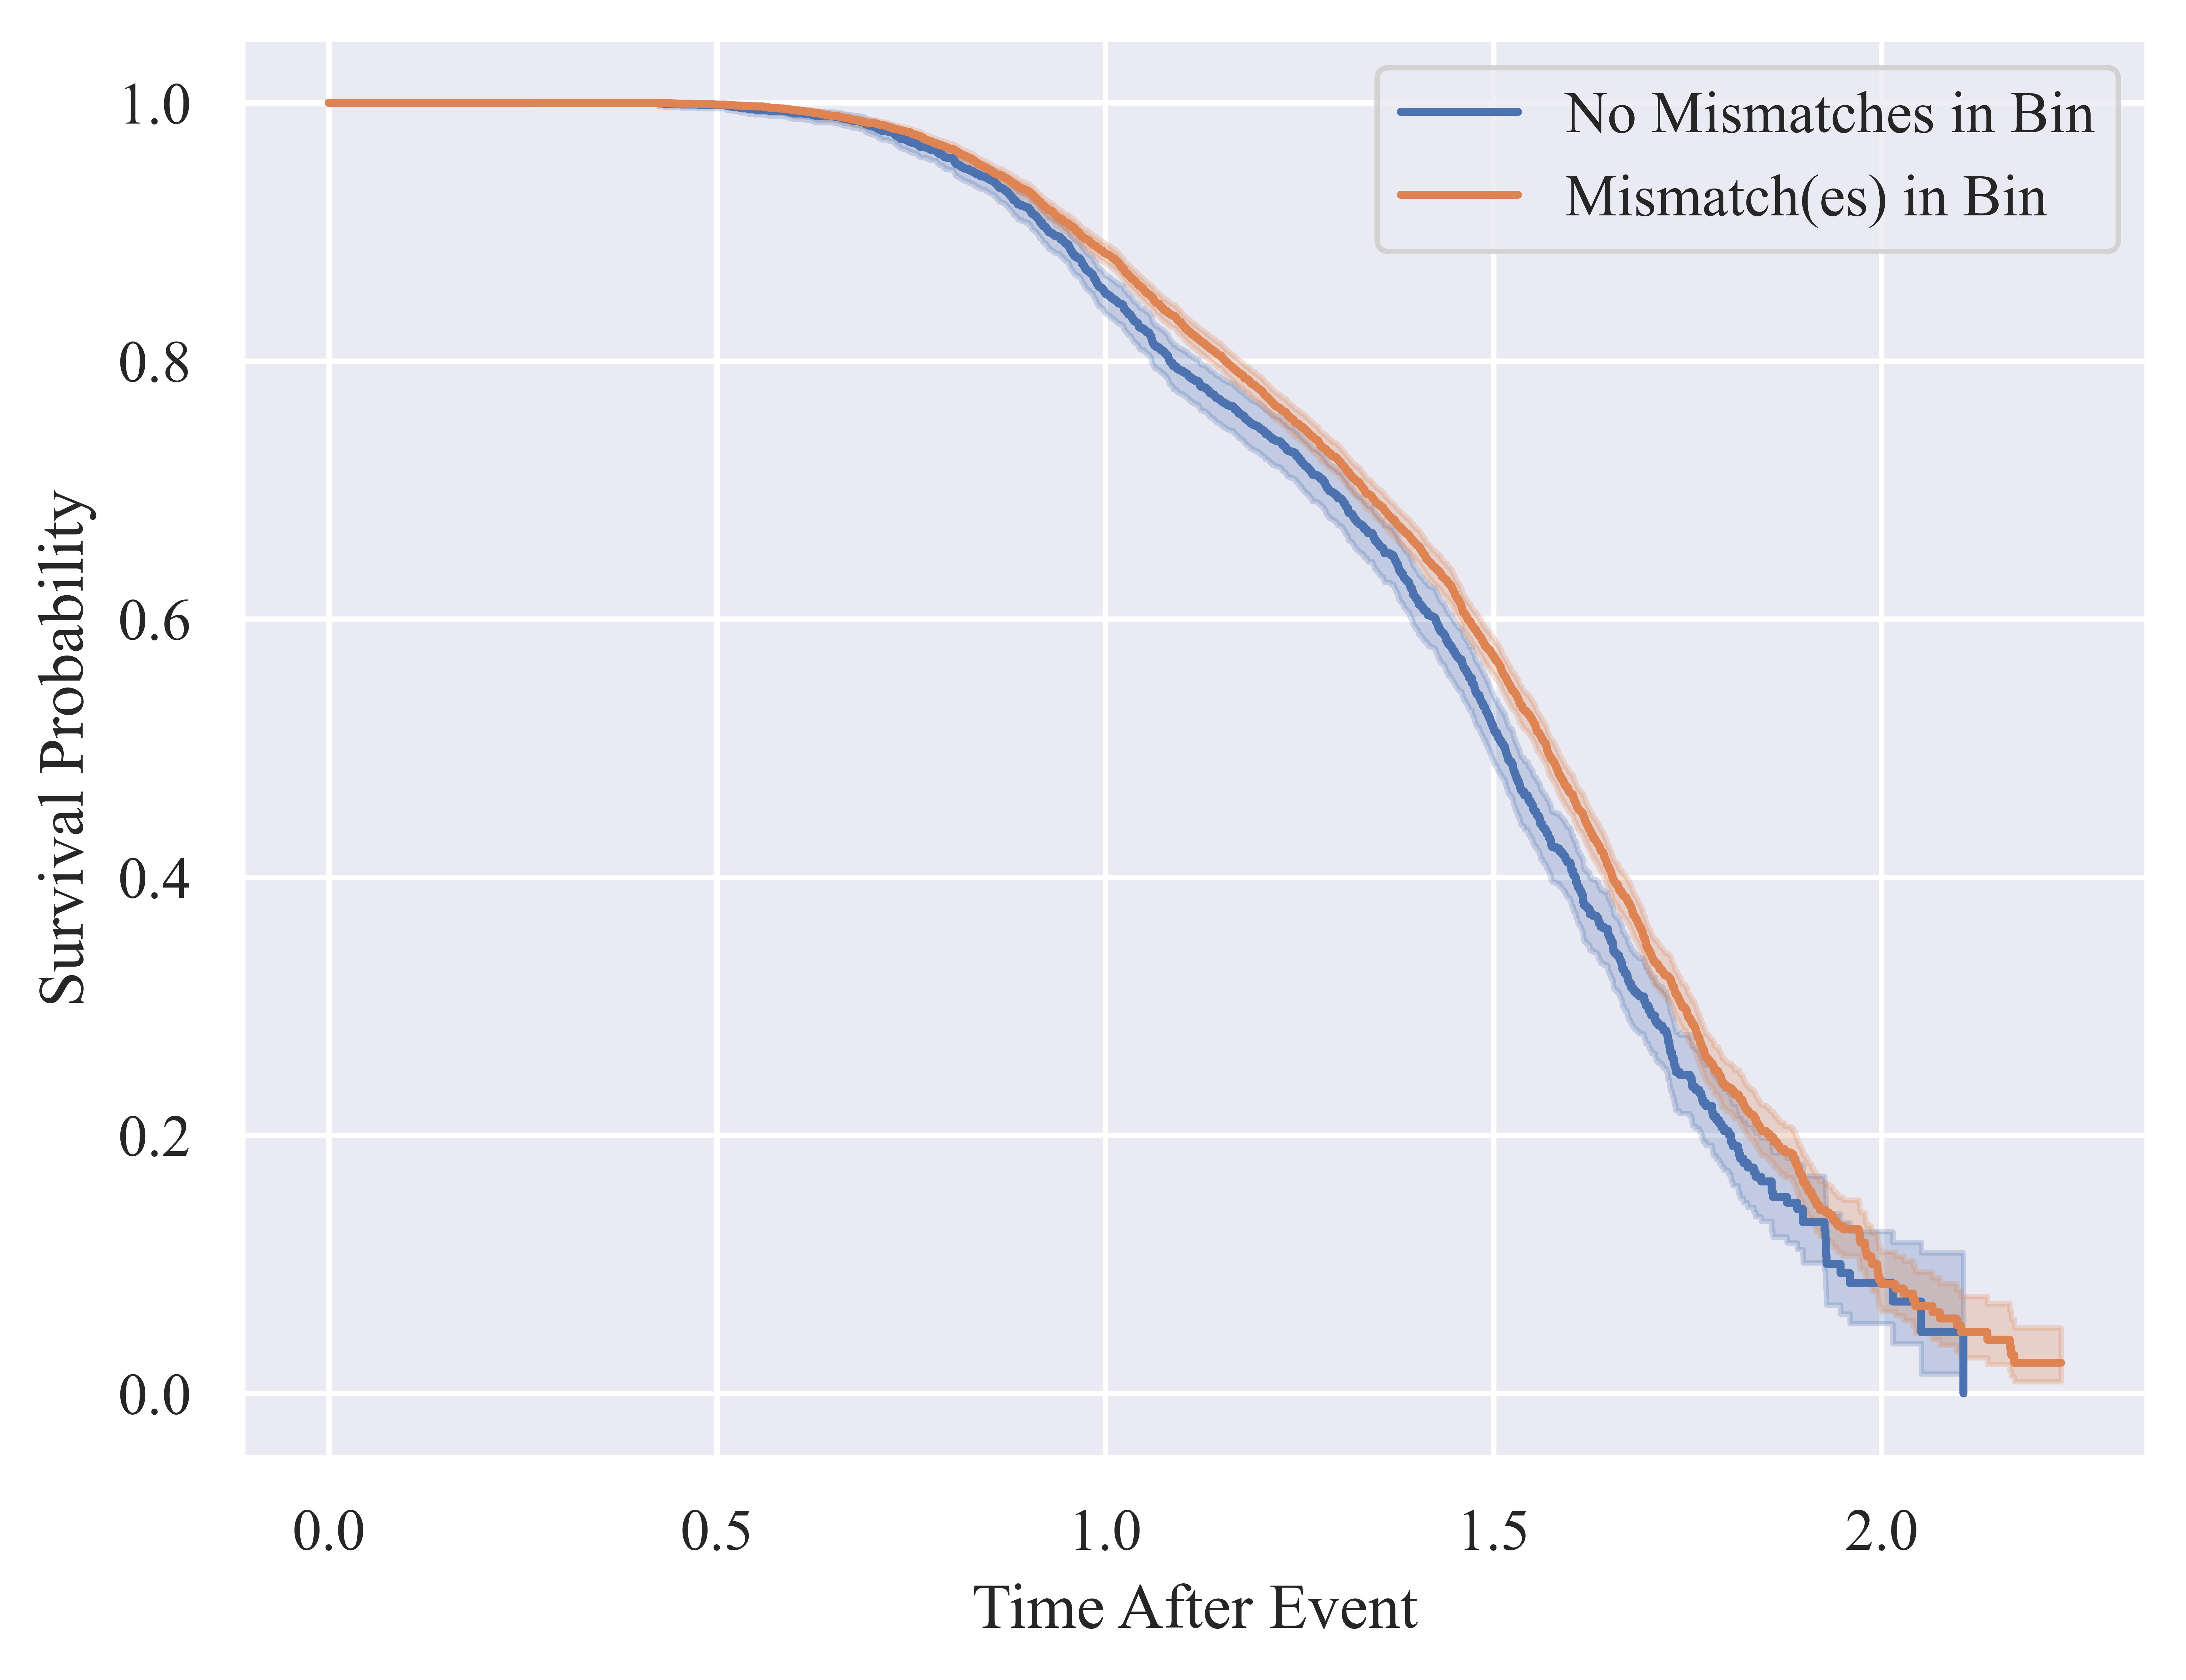 No Mismatches in Bin
Mismatch(es) in Bin
1.0
0.8
0.6
0.4
0.2
0.0
Survival Probability
0.0 0.5 1.0 1.5 2.0
Time After Event